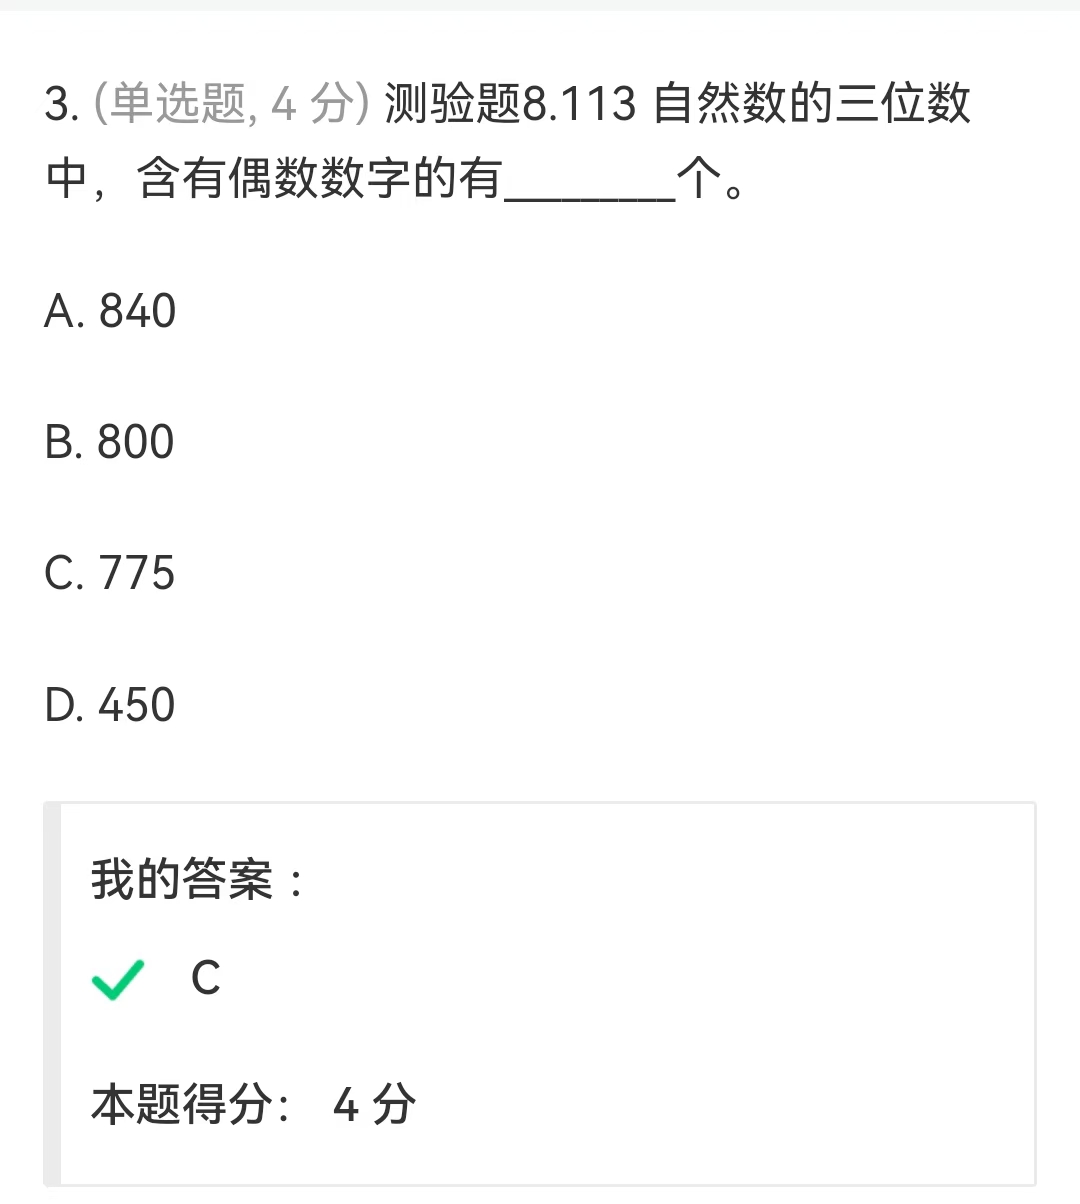 3. (单选题, 4 分) 测验题8.113 自然数的三位数
中，含有偶数数字的有________个。
A. 840
B. 800
C. 775
D. 450
我的答案：
C
本题得分： 4 分